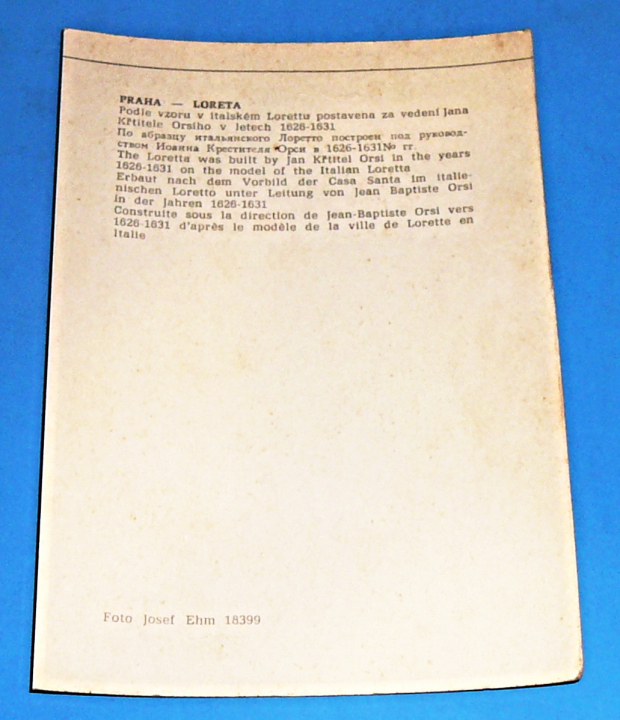 PRAHA — LORETA
Podle vzoru v italském Lorettu postavena za vedení Jana
Křtitele Orsiho v letech 1626-1631
По образцу итальянского Лоретто построен под руковод-
ством Иоанна Крестителя Орси в 1626-1631№ гг.
The Loretta was built by Jan Křtitel Orsi in the years
1626-1631 on the model of the Italian Loretta
Erbaut nach dem Vorbild der Casa Santa im italie-
nischen Loretto unter Leitung von Jean Baptiste Orsi
in der Jahren 1626-1631
Construite sous la direction de Jean-Baptiste Orsi vers
1626-1631 d'après le modèle de la ville de Lorette en
Italie
Foto Josef Ehm 18399